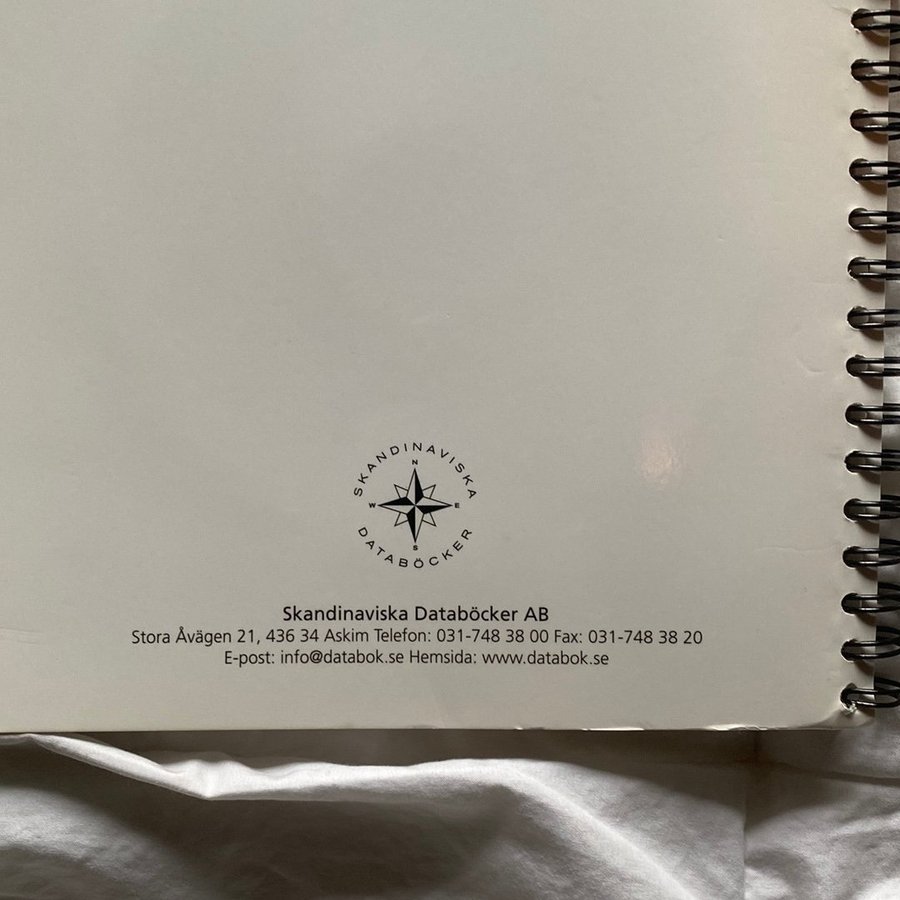 SKANDINAVISKA
N
W E
S
DATABÖCKER
Skandinaviska Databöcker AB
Stora Åvägen 21, 436 34 Askim Telefon: 031-748 38 00 Fax: 031-748 38 20
E-post: info@databok.se Hemsida: www.databok.se